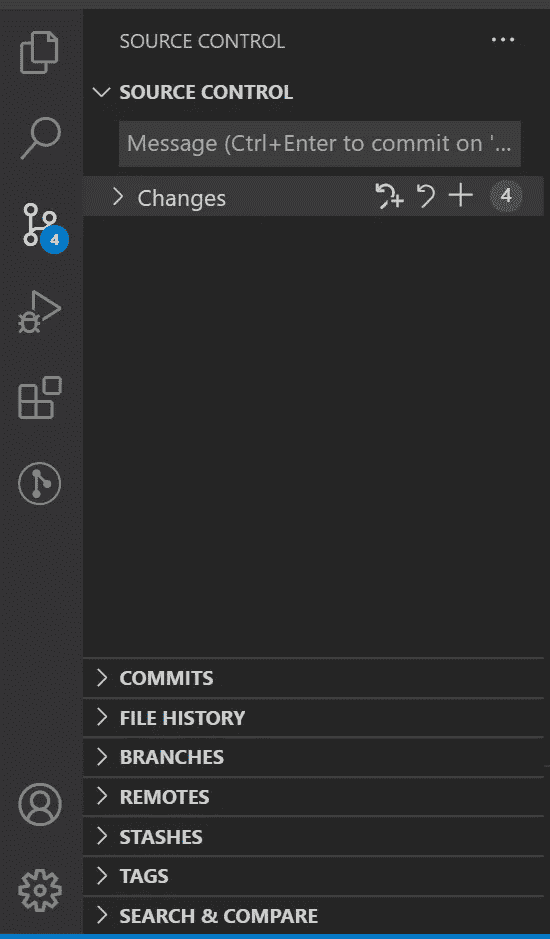 SOURCE CONTROL
SOURCE CONTROL
Message (Ctrl+Enter to commit on '...
Changes 4
4
COMMITS
FILE HISTORY
BRANCHES
REMOTES
STASHES
TAGS
SEARCH & COMPARE